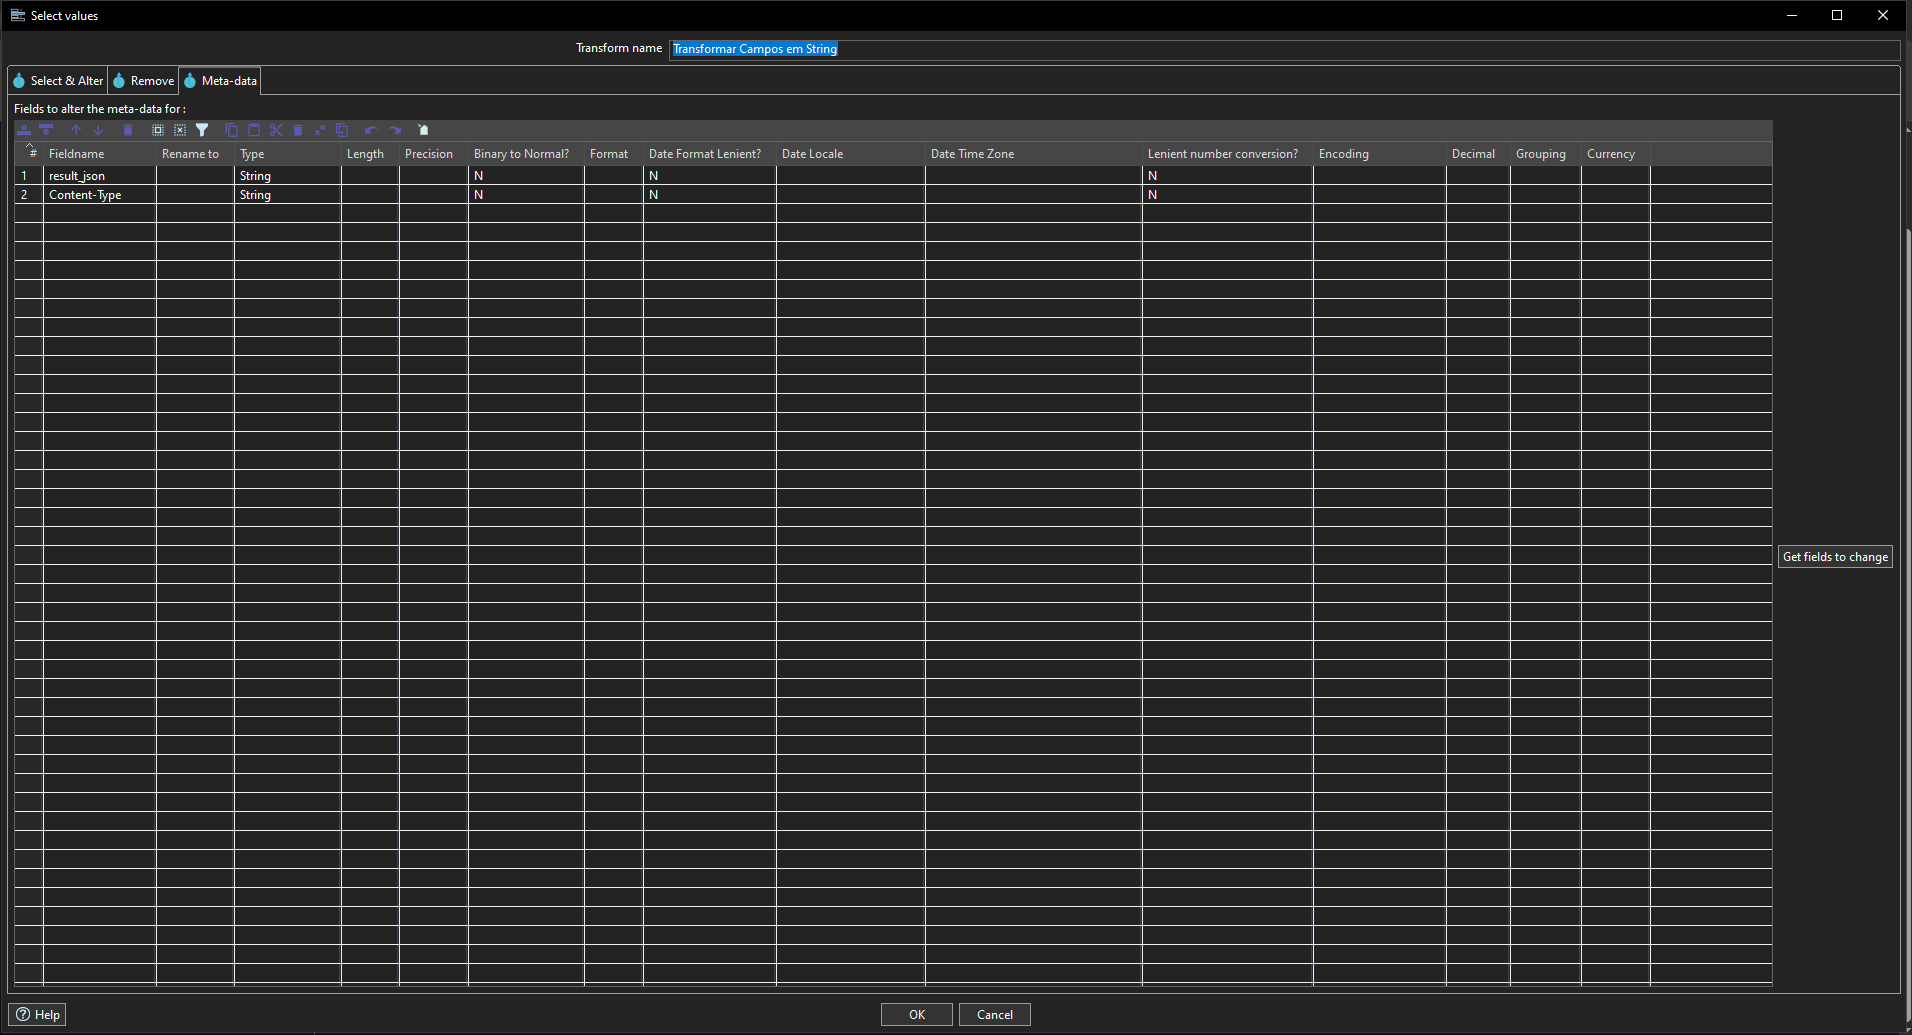 Select values
Transform name Transformar Campos em String
Select & Alter Remove Meta-data
Fields to alter the meta-data for :
# Fieldname Rename to Type Length Precision Binary to Normal? Format Date Format Lenient? Date Locale Date Time Zone Lenient number conversion? Encoding Decimal Grouping Currency
1 result_json String N N N
2 Content-Type String N N N
Get fields to change
Help OK Cancel